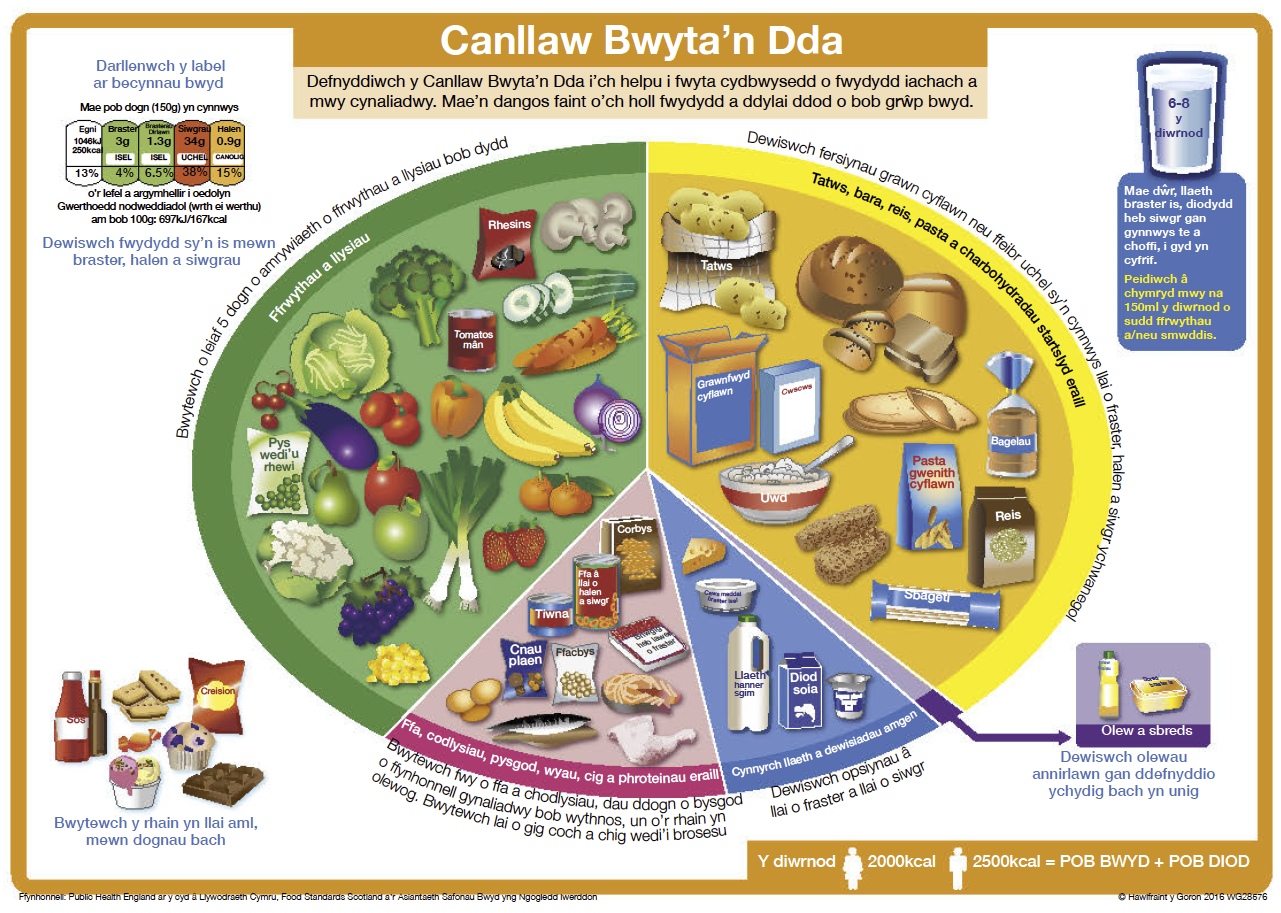 Canllaw Bwyta'n Dda
Defnyddiwch y Canllaw Bwyta'n Dda i'ch helpu i fwyta cydbwysedd o fwydydd iachach a
mwy cynaliadwy. Mae'n dangos faint o'ch holl fwydydd a ddylai ddod o bob grŵp bwyd.
Darllenwch y label
ar becynnau bwyd
Mae pob dogn (150g) yn cynnwys
Egni
1046kJ
250kcal
13%
Braster
3g
ISEL
4%
Brasterau
Dirlawn
1.3g
ISEL
6.5%
Siwgrau
34g
UCHEL
38%
Halen
0.9g
CANOLIG
15%
o'r lefel a argymhellir i oedolyn
Gwerthoedd nodweddiadol (wrth ei werthu)
am bob 100g: 697kJ/167kcal
Dewiswch fwydydd sy'n is mewn
braster, halen a siwgrau
6-8
y
diwrnod
Mae dŵr, llaeth
braster is, diodydd
heb siwgr gan
gynnwys te a
choffi, i gyd yn
cyfrif.
Peidiwch â
chymryd mwy na
150ml y diwrnod o
sudd ffrwythau
a/neu smwddis.
Bwytewch o leiaf 5 dogn o amrywiaeth o ffrwythau a llysiau bob dydd
Ffrwythau a llysiau
Rhesins
Tomatos
mân
Pys
wedi'u
rhewi
Dewiswch fersiynau grawn cyflawn neu ffeibr uchel sy'n cynnwys llai o fraster, halen a siwgr ychwanegol
Tatws, bara, reis, pasta a charbohydradau startslyd eraill
Tatws
Grawnfwyd
cyflawn
Cwscws
Bagelau
Uwd
Pasta
gwenith
cyflawn
Reis
Sbageti
Corbys
Ffa â
llai o
halen
a siwgr
Tiwna
Cnau
plaen
Ffacbys
Briwgig
heb lawer
o fraster
Ffa, codlysiau, pysgod, wyau, cig a phroteinau eraill
Bwytewch fwy o ffa a chodlysiau, dau ddogn o bysgod
o ffynhonnell gynaliadwy bob wythnos, un o'r rhain yn
olewog. Bwytewch lai o gig coch a chig wedi'i brosesu
Caws meddal
braster isel
Llaeth
hanner
sgim
Diod
soia
Cynnyrch llaeth a dewisiadau amgen
Dewiswch opsiynau â
llai o fraster a llai o siwgr
Olew a sbreds
Dewiswch olewau
annirlawn gan ddefnyddio
ychydig bach yn unig
Sos
Creision
Bwytewch y rhain yn llai aml,
mewn dognau bach
Y diwrnod 2000kcal 2500kcal = POB BWYD + POB DIOD
Ffynhonnell: Public Health England ar y cyd â Llywodraeth Cymru, Food Standards Scotland a'r Asiantaeth Safonau Bwyd yng Ngogledd Iwerddon
© Hawlfraint y Goron 2016 WG28676